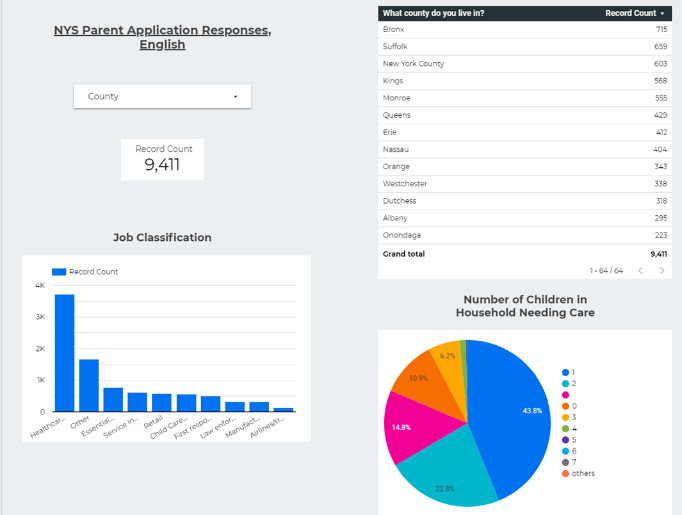 NYS Parent Application Responses,
English
County
Record Count
9,411
What county do you live in? Record Count
Bronx 715
Suffolk 659
New York County 603
Kings 568
Monroe 555
Queens 429
Erie 412
Nassau 404
Orange 343
Westchester 338
Dutchess 318
Albany 295
Onondaga 223
Grand total 9,411
1 - 64 / 64
Job Classification
Record Count
4K
3K
2K
1K
0
Healthcar... Other Essential... Service in... Retail Child Care... First respo... Law enfor... Manufact... Airlines/tr...
Number of Children in
Household Needing Care
6.2%
10.9%
43.8%
14.8%
22.8%
1
2
0
3
4
5
6
7
others